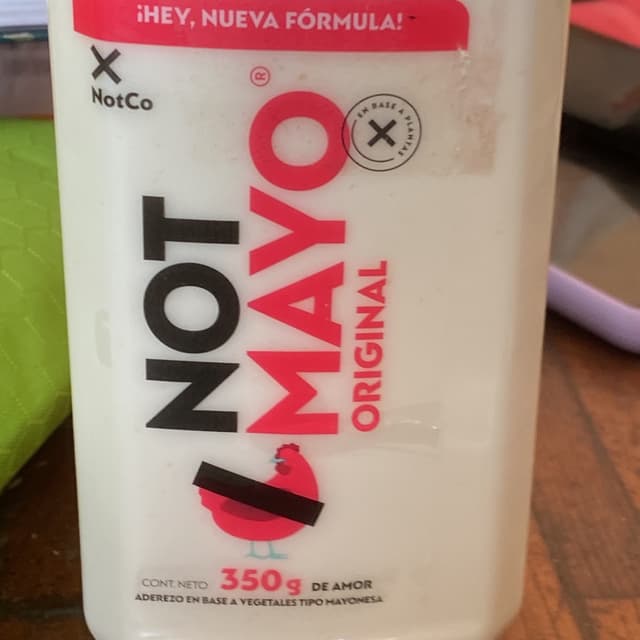 ¡HEY, NUEVA FÓRMULA!
NotCo
EN BASE A PLANTAS
NOT
MAYO®
ORIGINAL
CONT. NETO 350g DE AMOR
ADEREZO EN BASE A VEGETALES TIPO MAYONESA